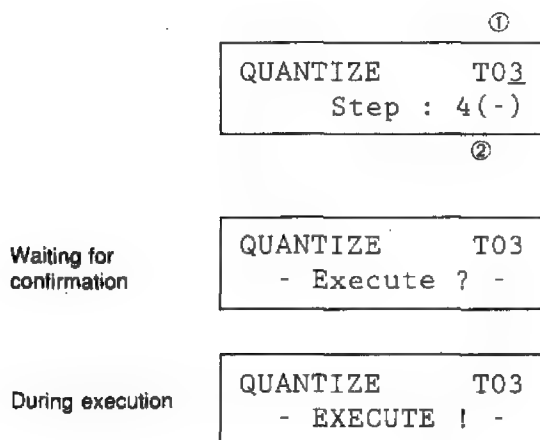 ①
QUANTIZE T03
Step : 4(-)
②
Waiting for
confirmation
QUANTIZE T03
- Execute ? -
During execution
QUANTIZE T03
- EXECUTE ! -